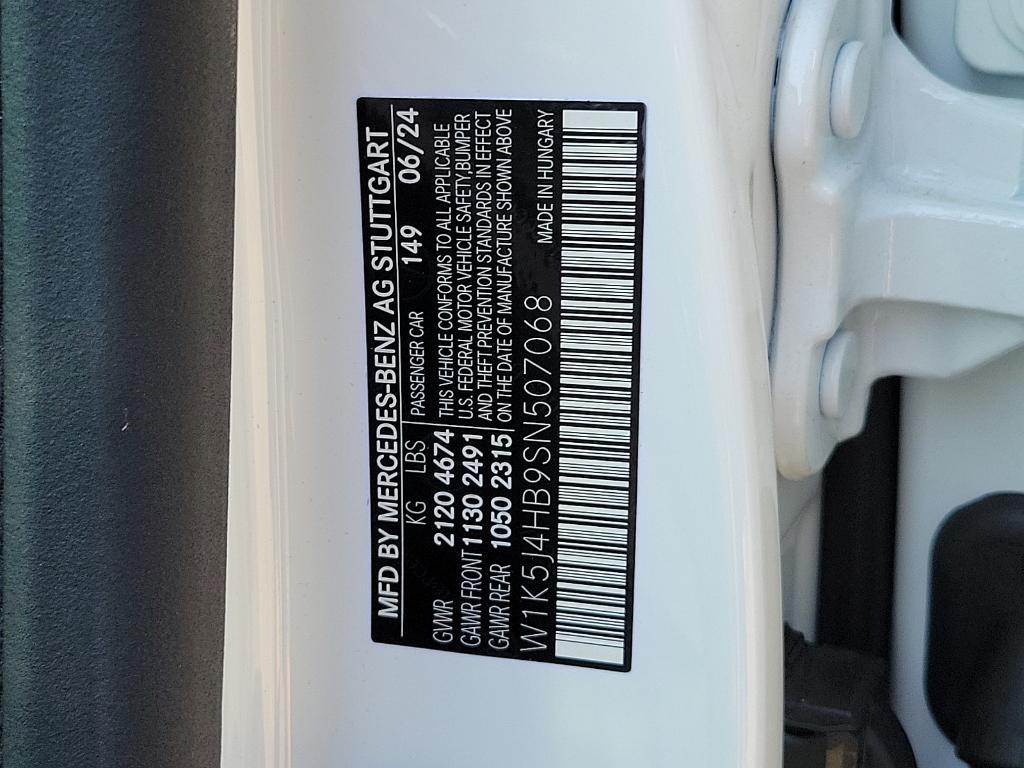 MFD BY MERCEDES-BENZ AG STUTTGART
KG LBS PASSENGER CAR 149 06/24
GVWR 2120 4674 THIS VEHICLE CONFORMS TO ALL APPLICABLE
GAWR FRONT 1130 2491 U.S. FEDERAL MOTOR VEHICLE SAFETY,BUMPER
GAWR REAR 1050 2315 AND THEFT PREVENTION STANDARDS IN EFFECT
ON THE DATE OF MANUFACTURE SHOWN ABOVE
W1K5J4HB9SN507068 MADE IN HUNGARY